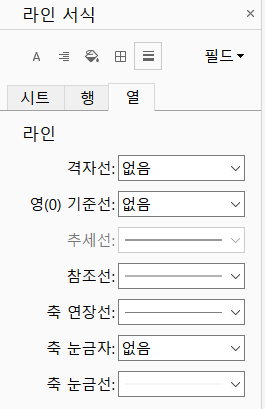 라인 서식 ×
A 필드
시트 행 열
라인
격자선: 없음
영(0) 기준선: 없음
추세선:
참조선:
축 연장선:
축 눈금자: 없음
축 눈금선: